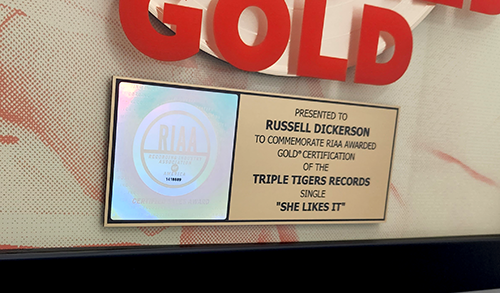 GOLD
RIAA
PRESENTED TO
RUSSELL DICKERSON
TO COMMEMORATE RIAA AWARDED
GOLD® CERTIFICATION
OF THE
TRIPLE TIGERS RECORDS
SINGLE
"SHE LIKES IT"